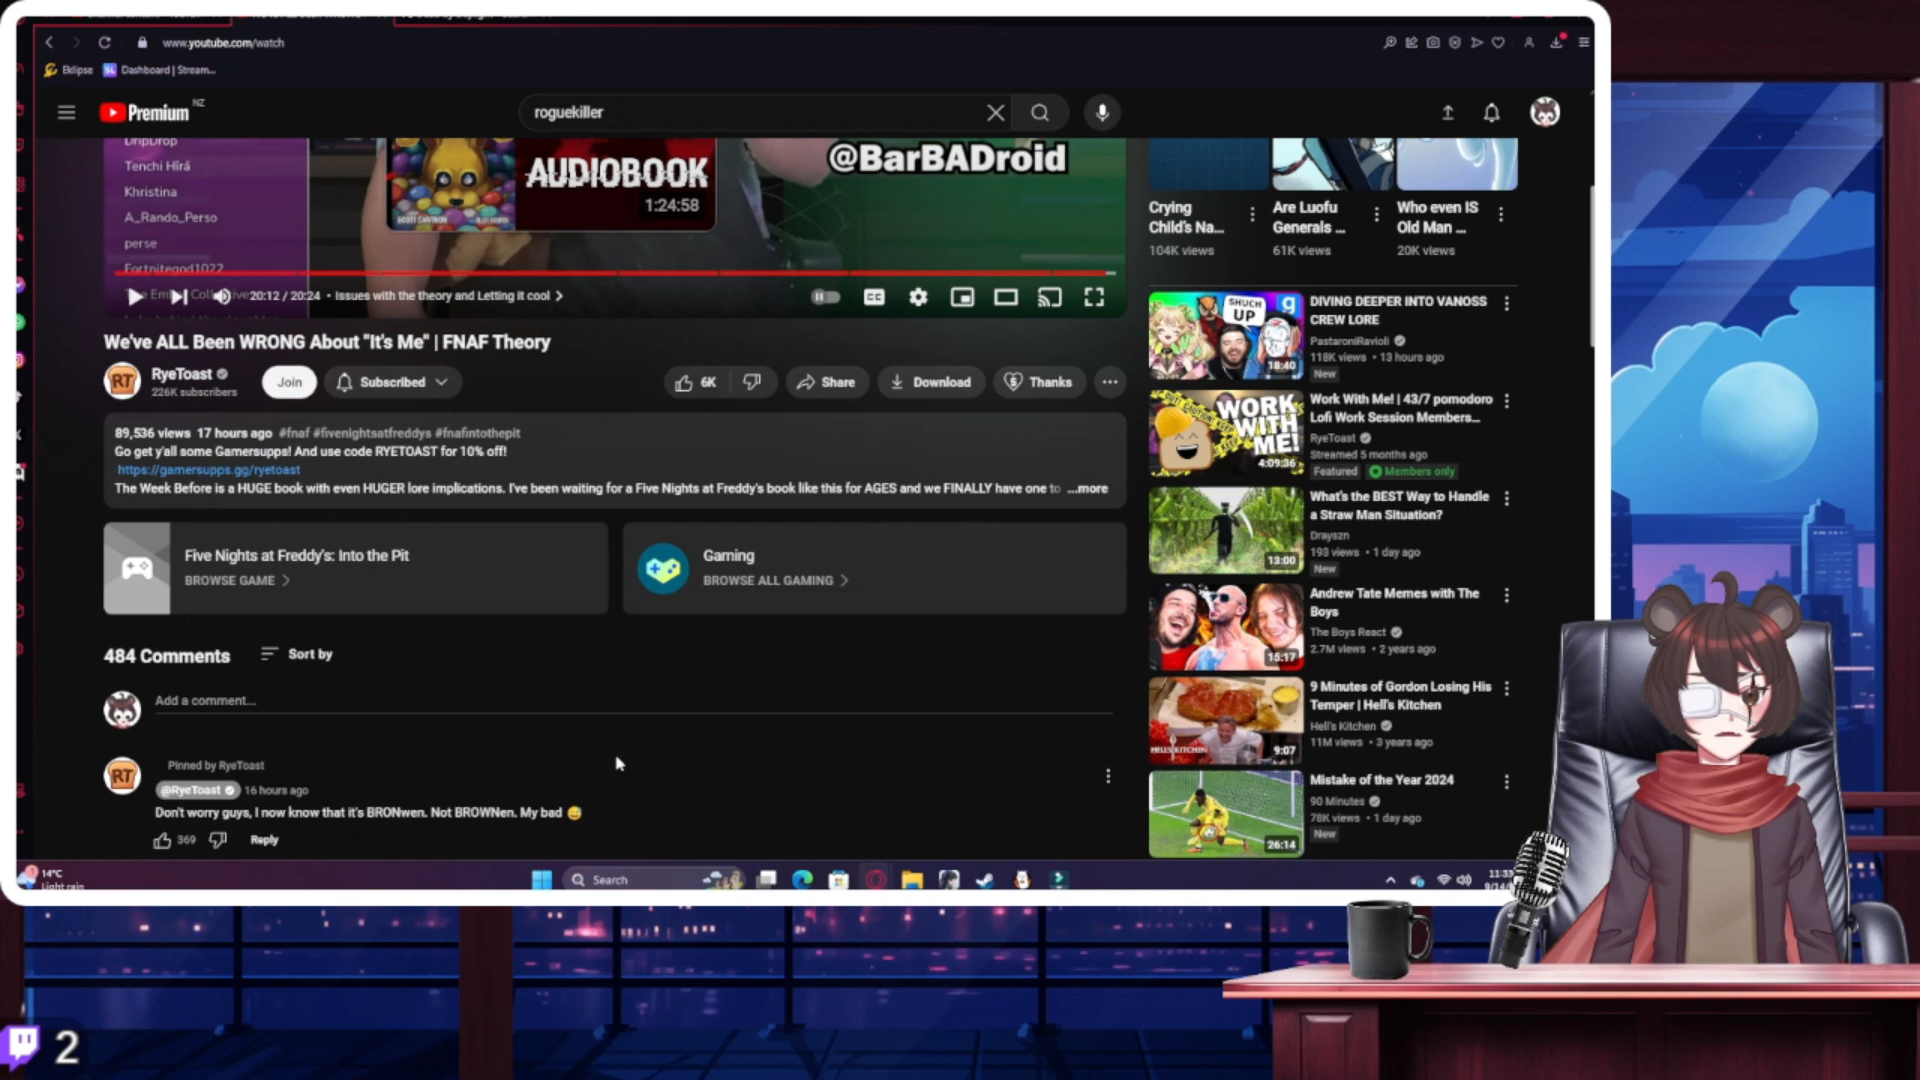 www.youtube.com/watch
Eklipse
Dashboard | Stream...
Premium NZ
roguekiller
DripDrop
Tenchi Hīrā
Khristina
A_Rando_Perso
perse
Fortnitegod1022
AUDIOBOOK
1:24:58
@BarBADroid
20:12 / 20:24 • Issues with the theory and Letting it cool
We've ALL Been WRONG About "It's Me" | FNAF Theory
RT
RyeToast
226K subscribers
Join
Subscribed
6K
Share
Download
Thanks
89,536 views 17 hours ago #fnaf #fivenightsatfreddys #fnafintothepit
Go get y'all some Gamersupps! And use code RYETOAST for 10% off!
https://gamersupps.gg/ryetoast
The Week Before is a HUGE book with even HUGER lore implications. I've been waiting for a Five Nights at Freddy's book like this for AGES and we FINALLY have one to ...more
Five Nights at Freddy's: Into the Pit
BROWSE GAME
Gaming
BROWSE ALL GAMING
484 Comments
Sort by
Add a comment...
RT
Pinned by RyeToast
@RyeToast 16 hours ago
Don't worry guys, I now know that it's BRONwen. Not BROWNen. My bad 😅
369
Reply
Crying
Child's Na...
104K views
Are Luofu
Generals ...
61K views
Who even IS
Old Man ...
20K views
SHUCH
UP
18:40
DIVING DEEPER INTO VANOSS
CREW LORE
PastaroniRavioli
118K views • 13 hours ago
New
WORK
WITH
ME!
4:09:36
Work With Me! | 43/7 pomodoro
Lofi Work Session Members...
RyeToast
Streamed 5 months ago
Featured
Members only
13:00
What's the BEST Way to Handle
a Straw Man Situation?
Drayszn
193 views • 1 day ago
New
15:17
Andrew Tate Memes with The
Boys
The Boys React
2.7M views • 2 years ago
HELL'S KITCHEN
9:07
9 Minutes of Gordon Losing His
Temper | Hell's Kitchen
Hell's Kitchen
11M views • 3 years ago
26:14
Mistake of the Year 2024
90 Minutes
78K views • 1 day ago
New
14°C
Light rain
Search
2